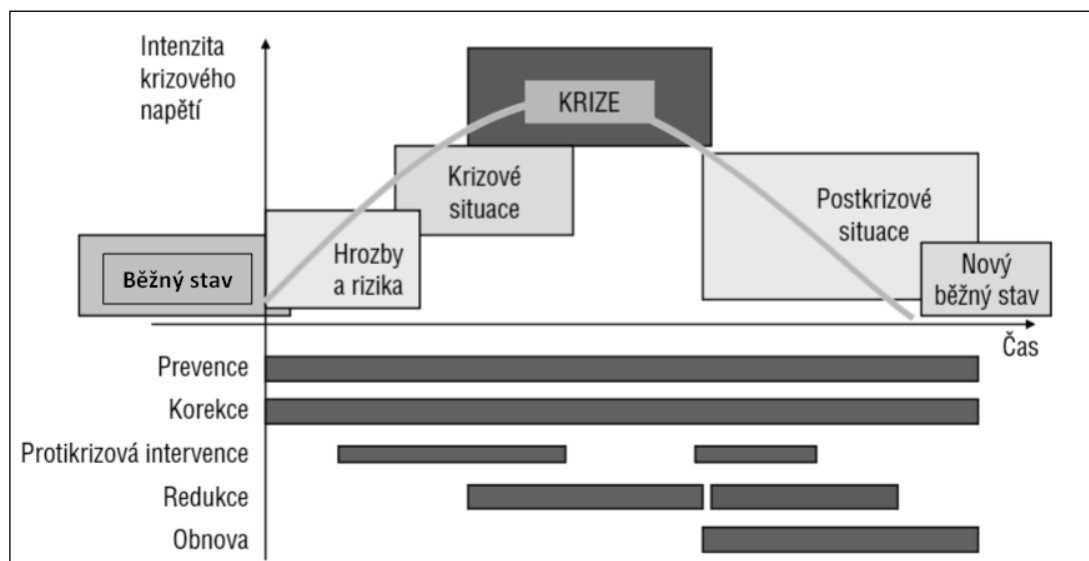 Intenzita
krizového
napětí
KRIZE
Krizové
situace
Postkrizové
situace
Hrozby
a rizika
Běžný stav
Nový
běžný stav
Čas
Prevence
Korekce
Protikrizová intervence
Redukce
Obnova